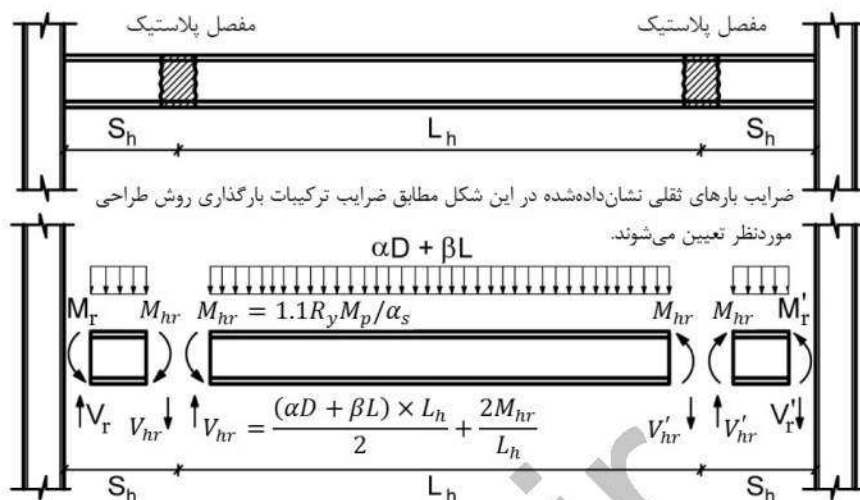 مفصل پلاستیک مفصل پلاستیک
S_h L_h S_h
ضرایب بارهای ثقلی نشان‌داده‌شده در این شکل مطابق ضرایب ترکیبات بارگذاری روش طراحی
موردنظر تعیین می‌شوند.
αD + βL
M_r M_hr M_hr = 1.1R_yM_p/α_s M_hr M_hr M'_r
V_r V_hr V_hr = (αD + βL) × L_h / 2 + 2M_hr / L_h V'_hr V'_hr V'_r
S_h L_h S_h